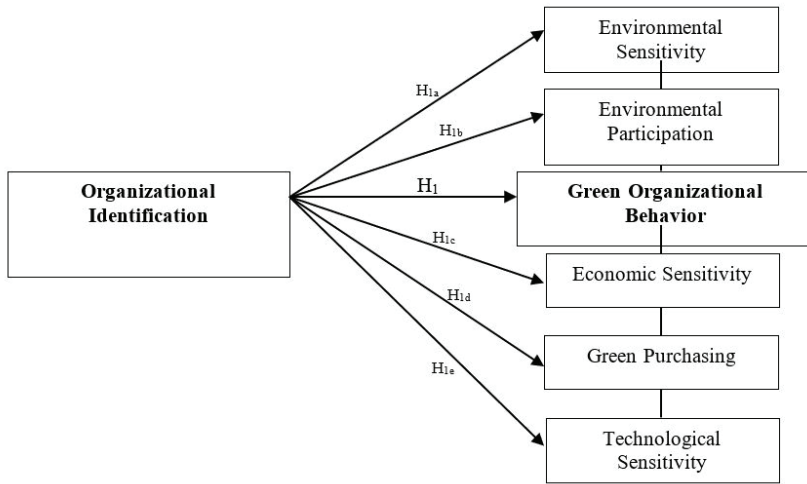 Environmental
Sensitivity
H1a
Environmental
Participation
H1b
Organizational
Identification
H1
Green Organizational
Behavior
H1c
Economic Sensitivity
H1d
Green Purchasing
H1e
Technological
Sensitivity